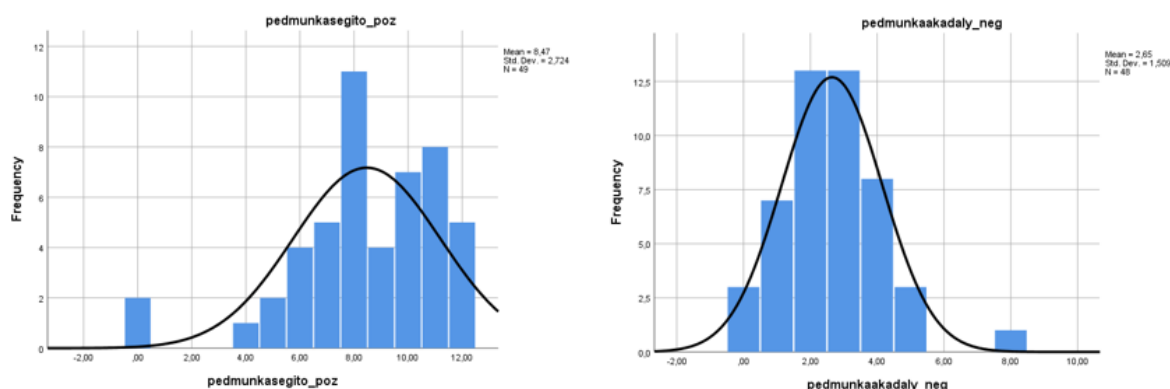 pedmunkasegito_poz
Mean = 8,47
Std. Dev. = 2,724
N = 49
12
10
8
6
4
2
0
Frequency
-2,00 ,00 2,00 4,00 6,00 8,00 10,00 12,00
pedmunkasegito_poz
pedmunkaakadaly_neg
Mean = 2,65
Std. Dev. = 1,509
N = 48
12,5
10,0
7,5
5,0
2,5
0,0
Frequency
-2,00 ,00 2,00 4,00 6,00 8,00 10,00
pedmunkaakadaly_neg